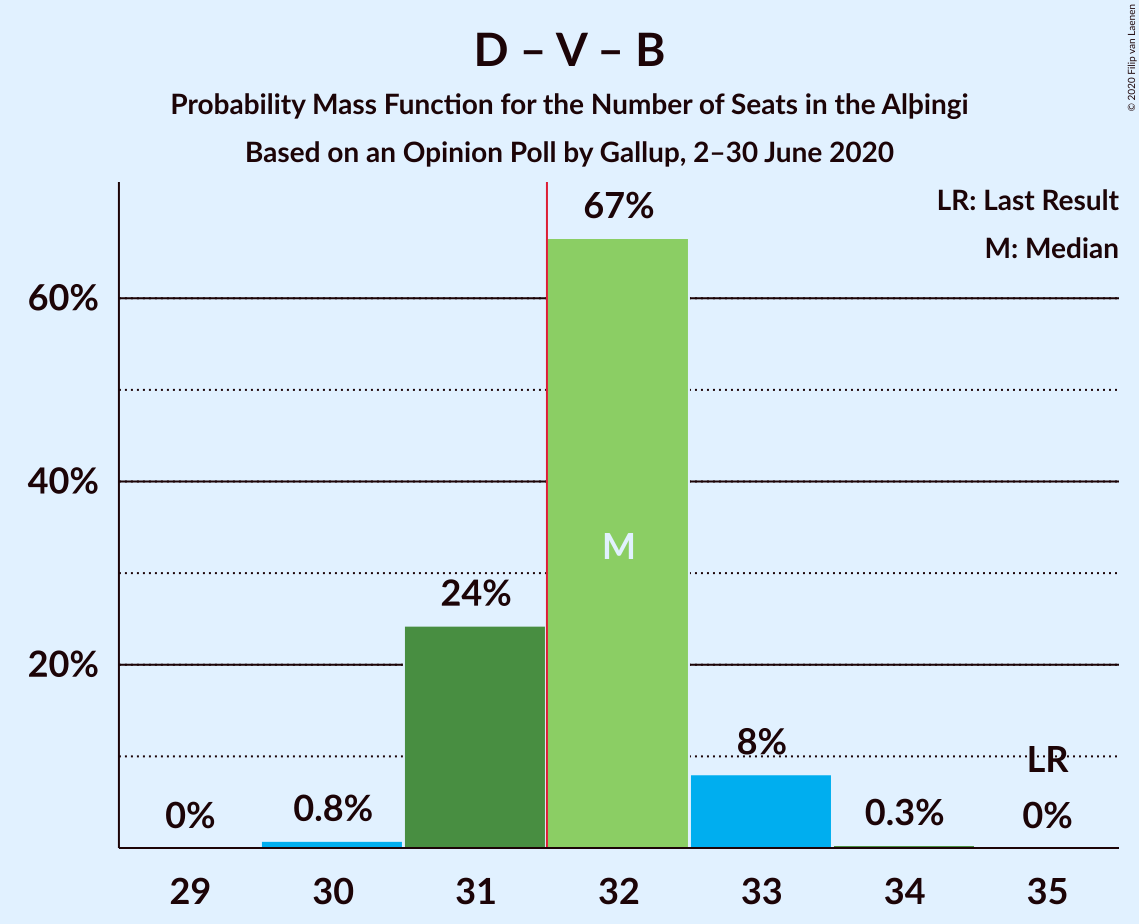 D – V – B
Probability Mass Function for the Number of Seats in the Alþingi
Based on an Opinion Poll by Gallup, 2–30 June 2020
© 2020 Filip van Laenen
LR: Last Result
M: Median
67%
60%
40%
M
24%
20%
8%
LR
0%
0.8%
0.3%
0%
29 30 31 32 33 34 35